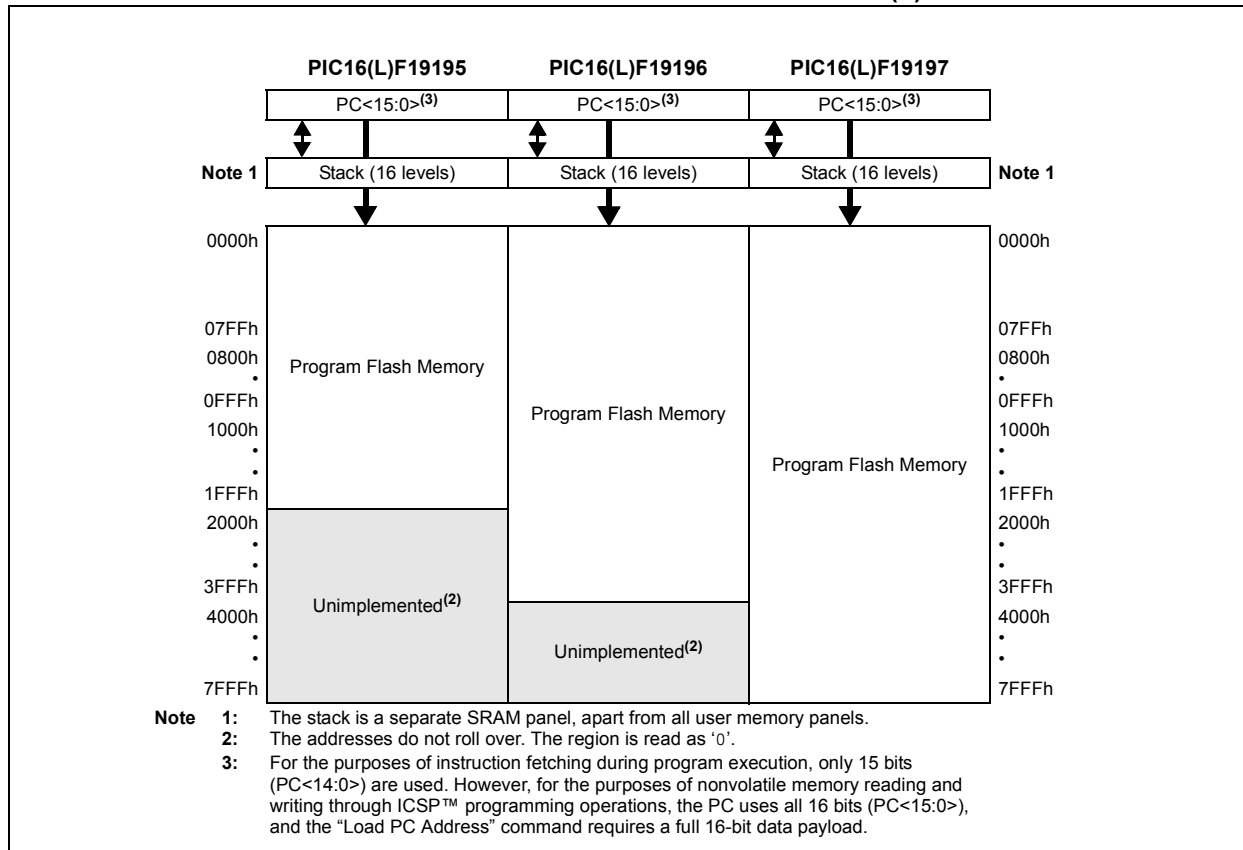 (3)
PIC16(L)F19195 PIC16(L)F19196 PIC16(L)F19197
PC<15:0>(3) PC<15:0>(3) PC<15:0>(3)
Note 1 Stack (16 levels) Stack (16 levels) Stack (16 levels) Note 1
0000h 0000h
07FFh 07FFh
0800h Program Flash Memory 0800h
• •
0FFFh 0FFFh
Program Flash Memory
1000h 1000h
• •
Program Flash Memory
• •
1FFFh 1FFFh
2000h 2000h
• •
• •
3FFFh 3FFFh
Unimplemented(2)
4000h 4000h
• •
Unimplemented(2)
• •
7FFFh 7FFFh
Note 1: The stack is a separate SRAM panel, apart from all user memory panels.
2: The addresses do not roll over. The region is read as ‘0’.
3: For the purposes of instruction fetching during program execution, only 15 bits
(PC<14:0>) are used. However, for the purposes of nonvolatile memory reading and
writing through ICSP™ programming operations, the PC uses all 16 bits (PC<15:0>),
and the “Load PC Address” command requires a full 16-bit data payload.